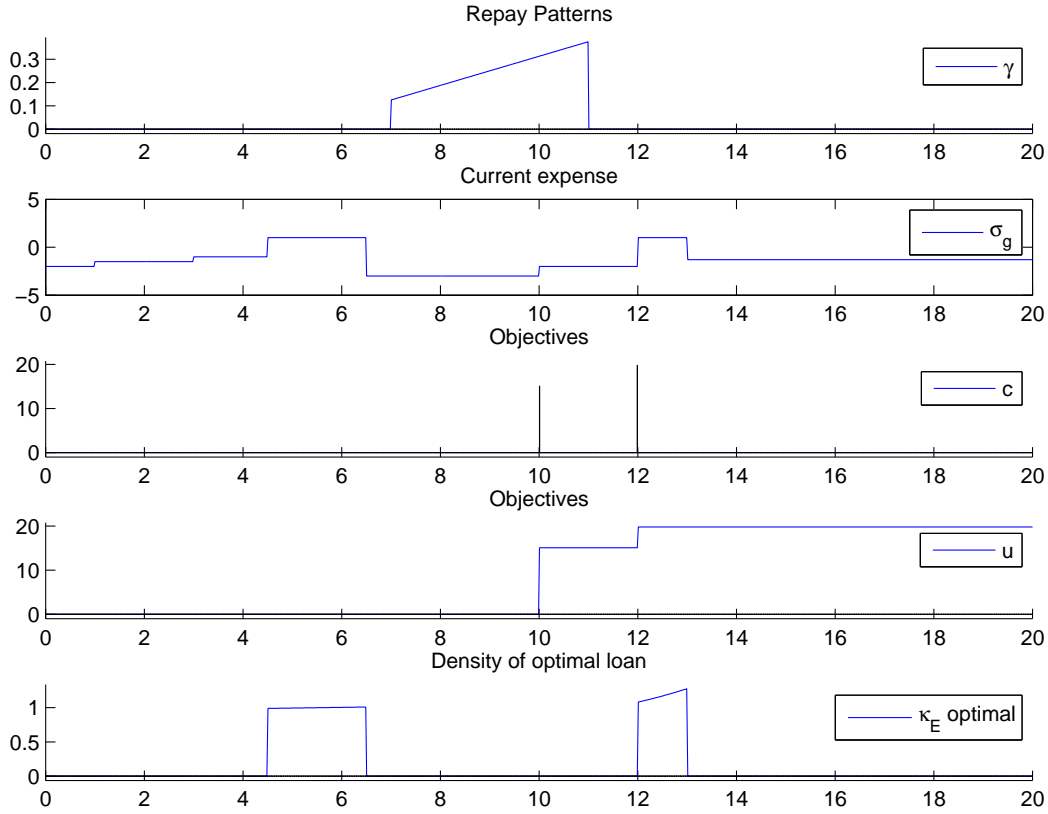 Repay Patterns
0.3
0.2
0.1
0
γ
0 2 4 6 8 10 12 14 16 18 20
Current expense
5
0
−5
σg
0 2 4 6 8 10 12 14 16 18 20
Objectives
20
10
0
c
0 2 4 6 8 10 12 14 16 18 20
Objectives
20
10
0
u
0 2 4 6 8 10 12 14 16 18 20
Density of optimal loan
1
0.5
0
κE optimal
0 2 4 6 8 10 12 14 16 18 20